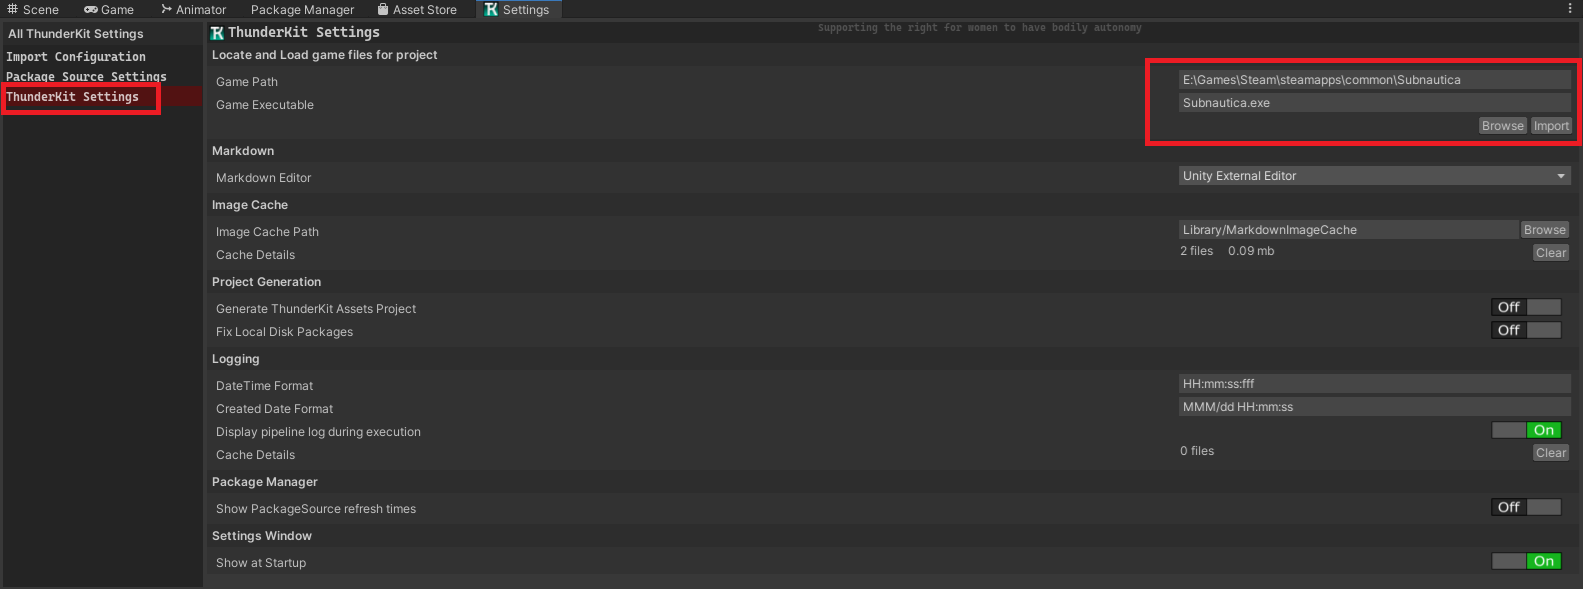 Scene Game Animator Package Manager Asset Store Settings
All ThunderKit Settings
Import Configuration
Package Source Settings
ThunderKit Settings
ThunderKit Settings
Supporting the right for women to have bodily autonomy
Locate and Load game files for project
Game Path E:\Games\Steam\steamapps\common\Subnautica
Game Executable Subnautica.exe
Browse Import
Markdown
Markdown Editor Unity External Editor
Image Cache
Image Cache Path Library/MarkdownImageCache Browse
Cache Details 2 files 0.09 mb Clear
Project Generation
Generate ThunderKit Assets Project Off
Fix Local Disk Packages Off
Logging
DateTime Format HH:mm:ss:fff
Created Date Format MMM/dd HH:mm:ss
Display pipeline log during execution On
Cache Details 0 files Clear
Package Manager
Show PackageSource refresh times Off
Settings Window
Show at Startup On